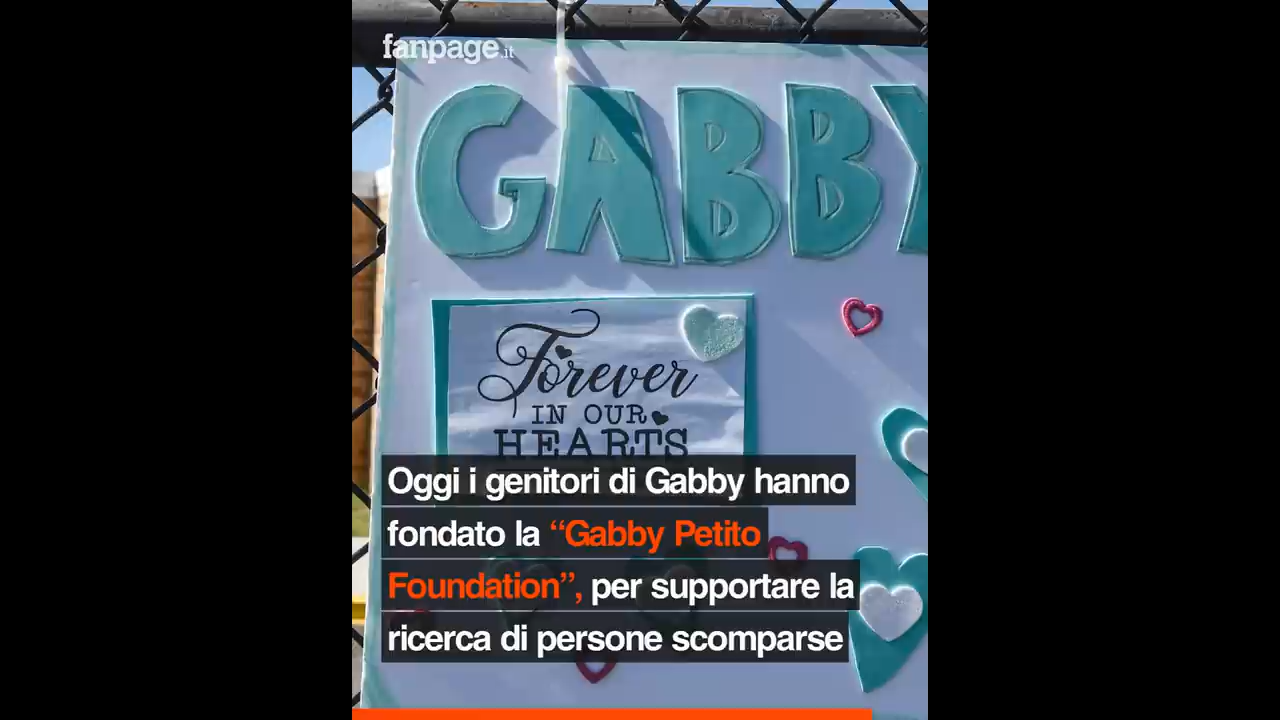 fanpage.it
GABBY
Forever
IN OUR
HEARTS
Oggi i genitori di Gabby hanno
fondato la “Gabby Petito
Foundation”, per supportare la
ricerca di persone scomparse